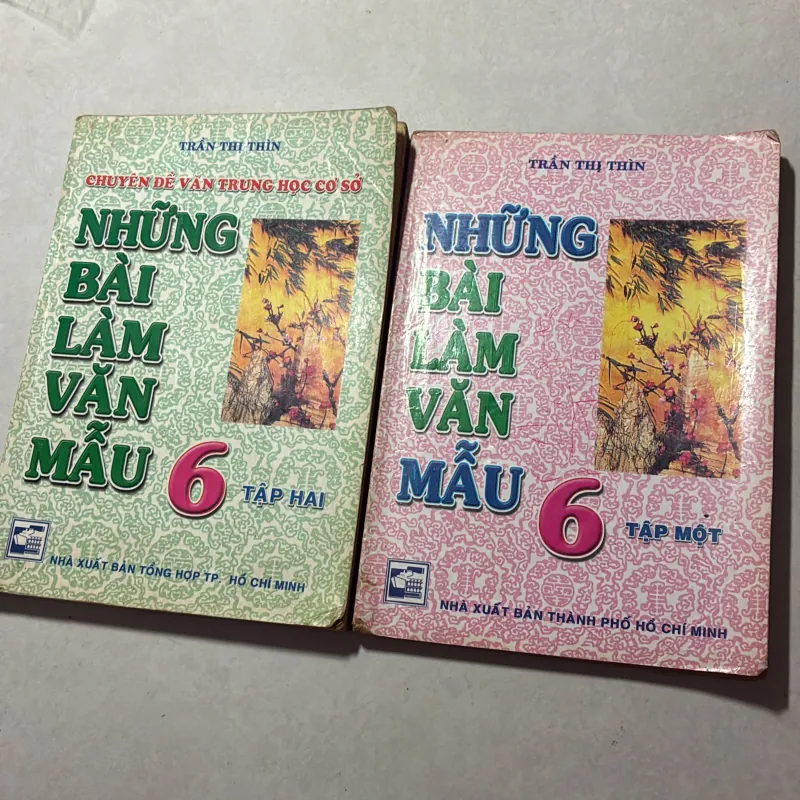 TRẦN THỊ THÌN
CHUYÊN ĐỀ VĂN TRUNG HỌC CƠ SỞ
NHỮNG
BÀI
LÀM
VĂN
MẪU
6
TẬP HAI
NHÀ XUẤT BẢN TỔNG HỢP TP. HỒ CHÍ MINH
TRẦN THỊ THÌN
NHỮNG
BÀI
LÀM
VĂN
MẪU
6
TẬP MỘT
NHÀ XUẤT BẢN THÀNH PHỐ HỒ CHÍ MINH